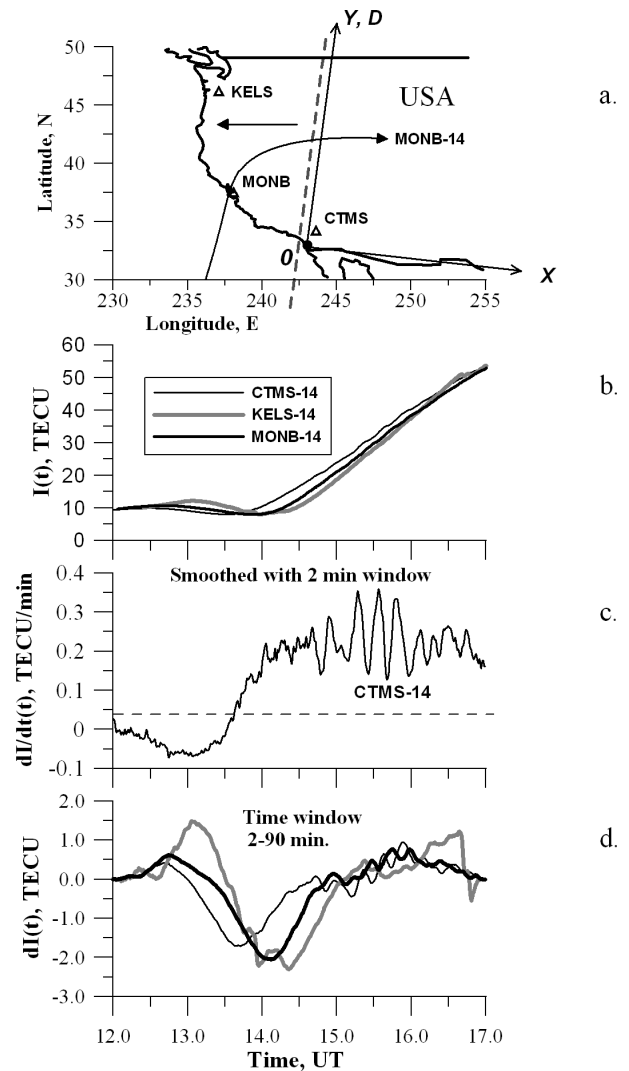 Y, D
a.
50
45
40
35
30
Latitude, N
KELS
USA
MONB-14
MONB
CTMS
0
X
230
235
240
245
250
255
Longitude, E
b.
60
50
40
30
20
10
0
I(t), TECU
CTMS-14
KELS-14
MONB-14
c.
0.4
0.3
0.2
0.1
0
-0.1
dI/dt(t), TECU/min
Smoothed with 2 min window
CTMS-14
d.
2.0
1.0
0.0
-1.0
-2.0
-3.0
dI(t), TECU
Time window
2-90 min.
12.0
13.0
14.0
15.0
16.0
17.0
Time, UT